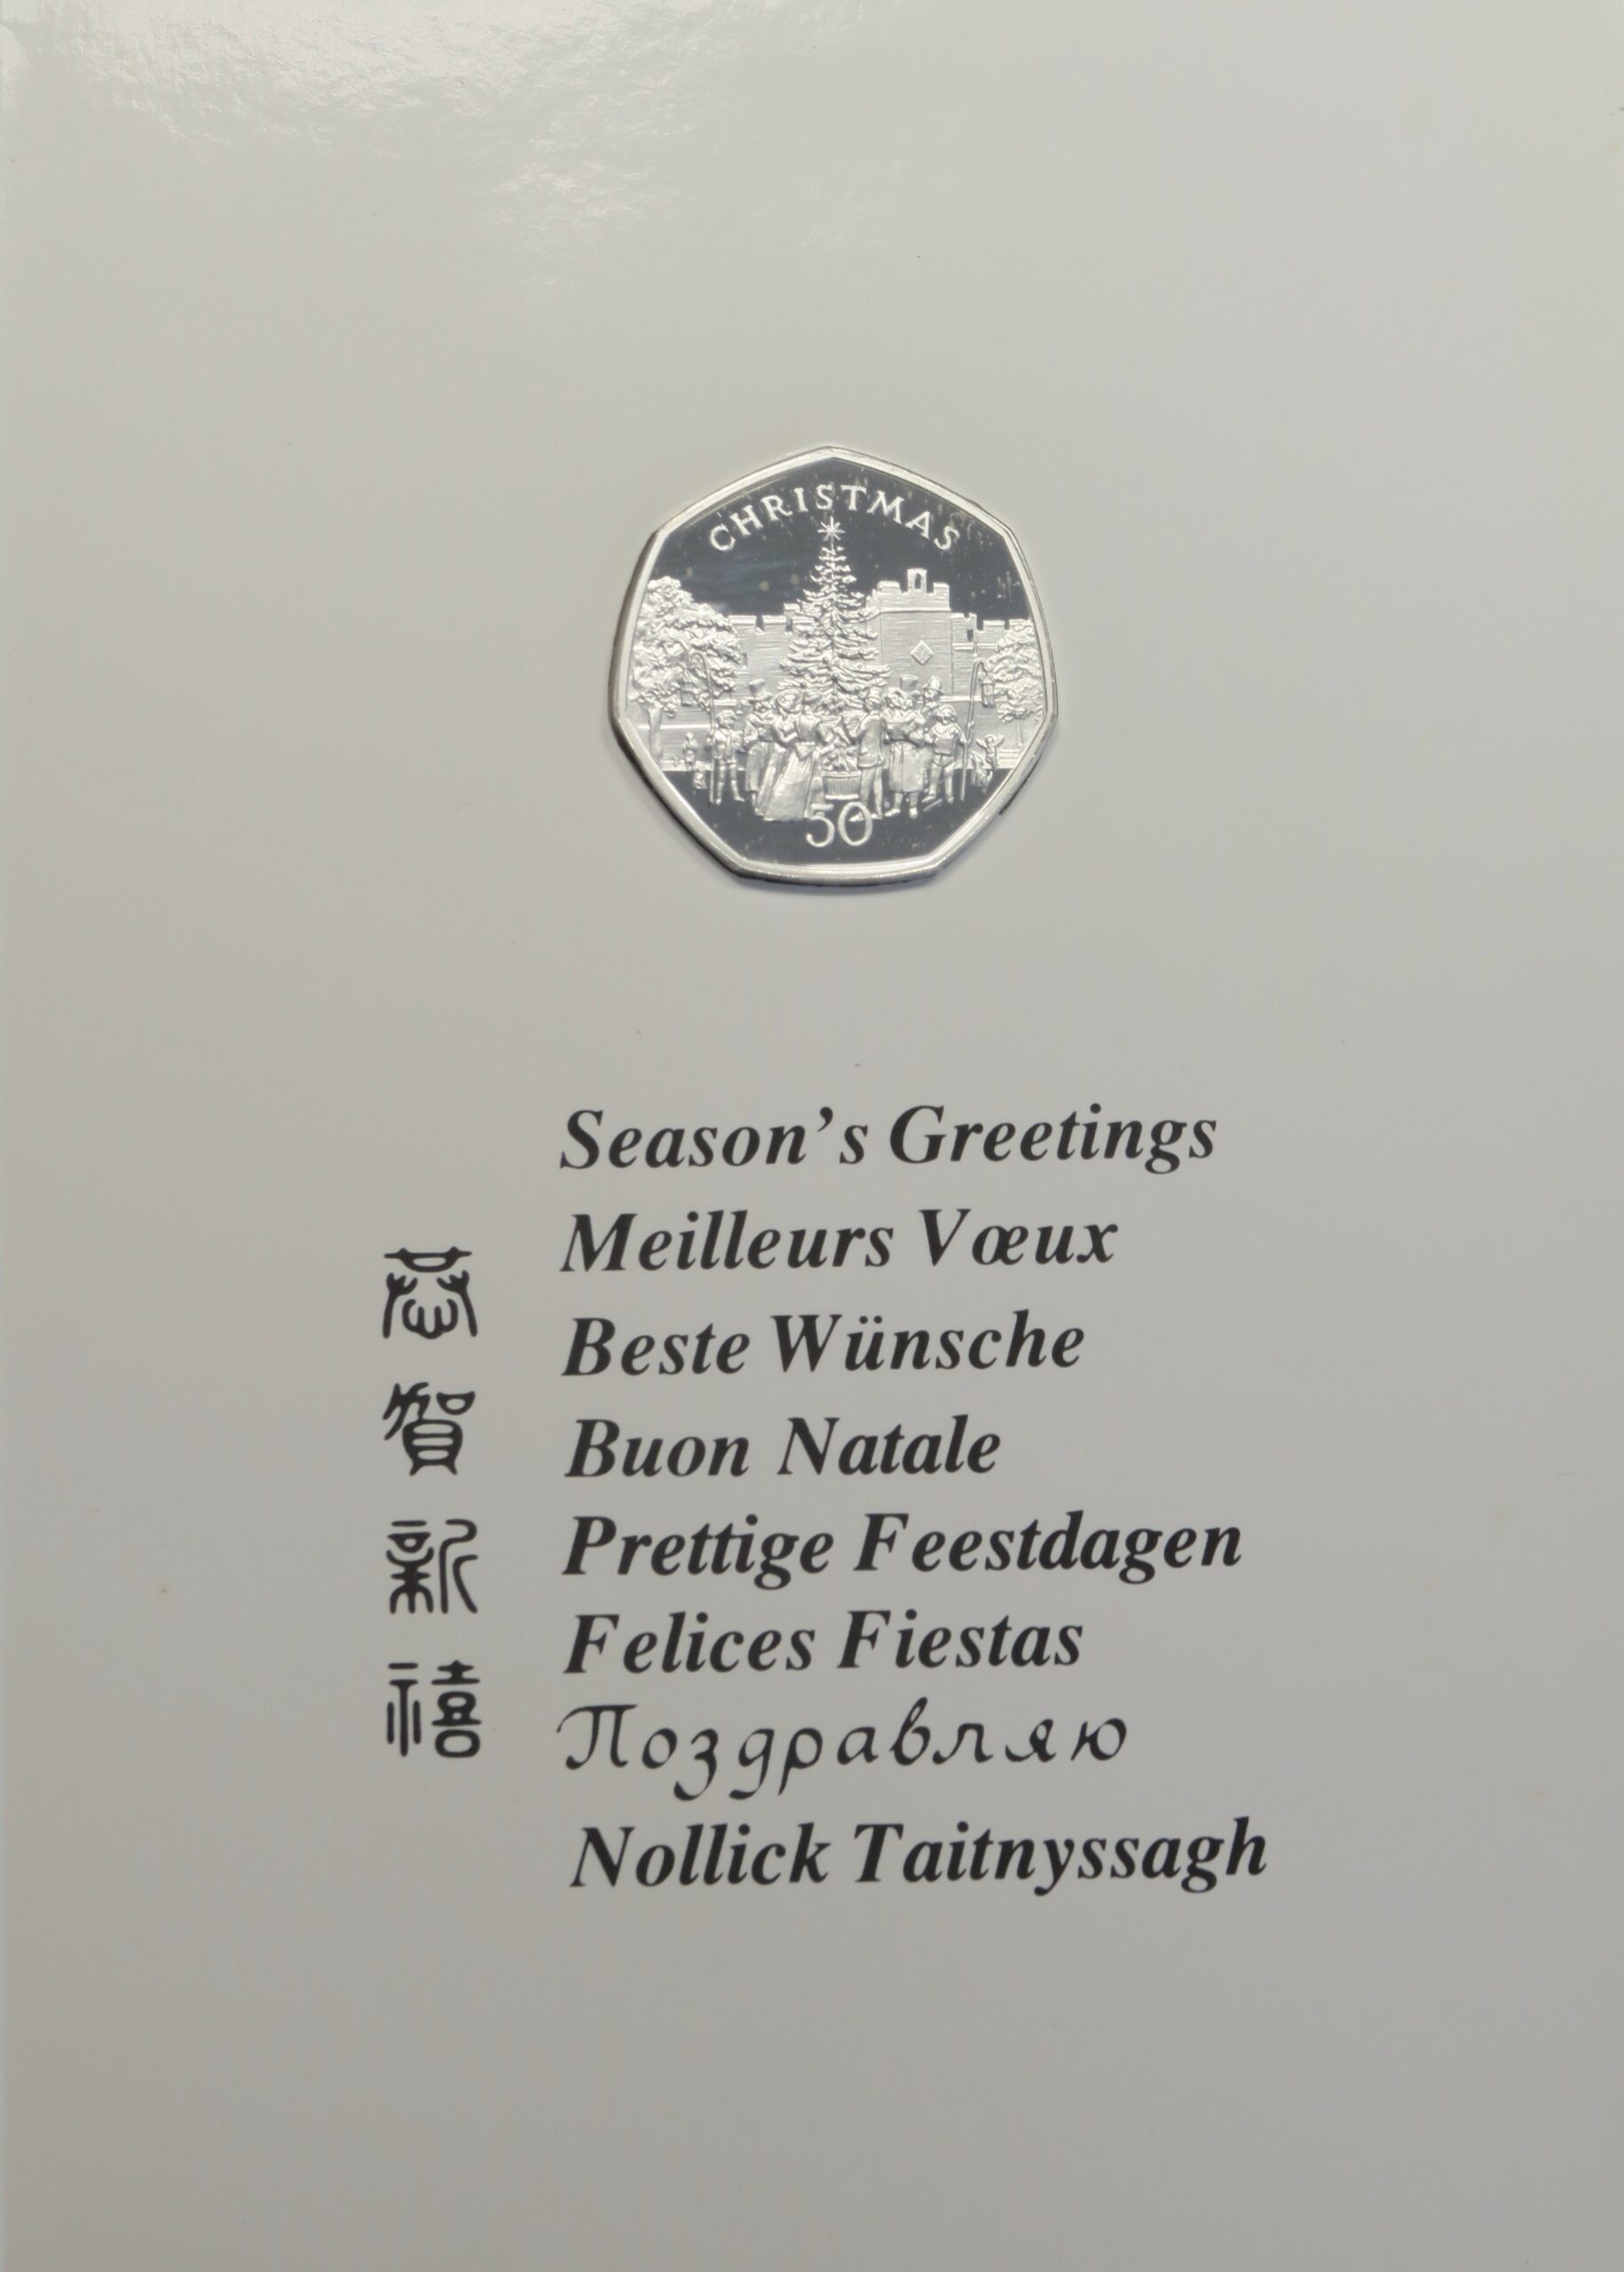 CHRISTMAS
50
恭賀新禧
Season's Greetings
Meilleurs Vœux
Beste Wünsche
Buon Natale
Prettige Feestdagen
Felices Fiestas
Поздравляю
Nollick Taitnyssagh